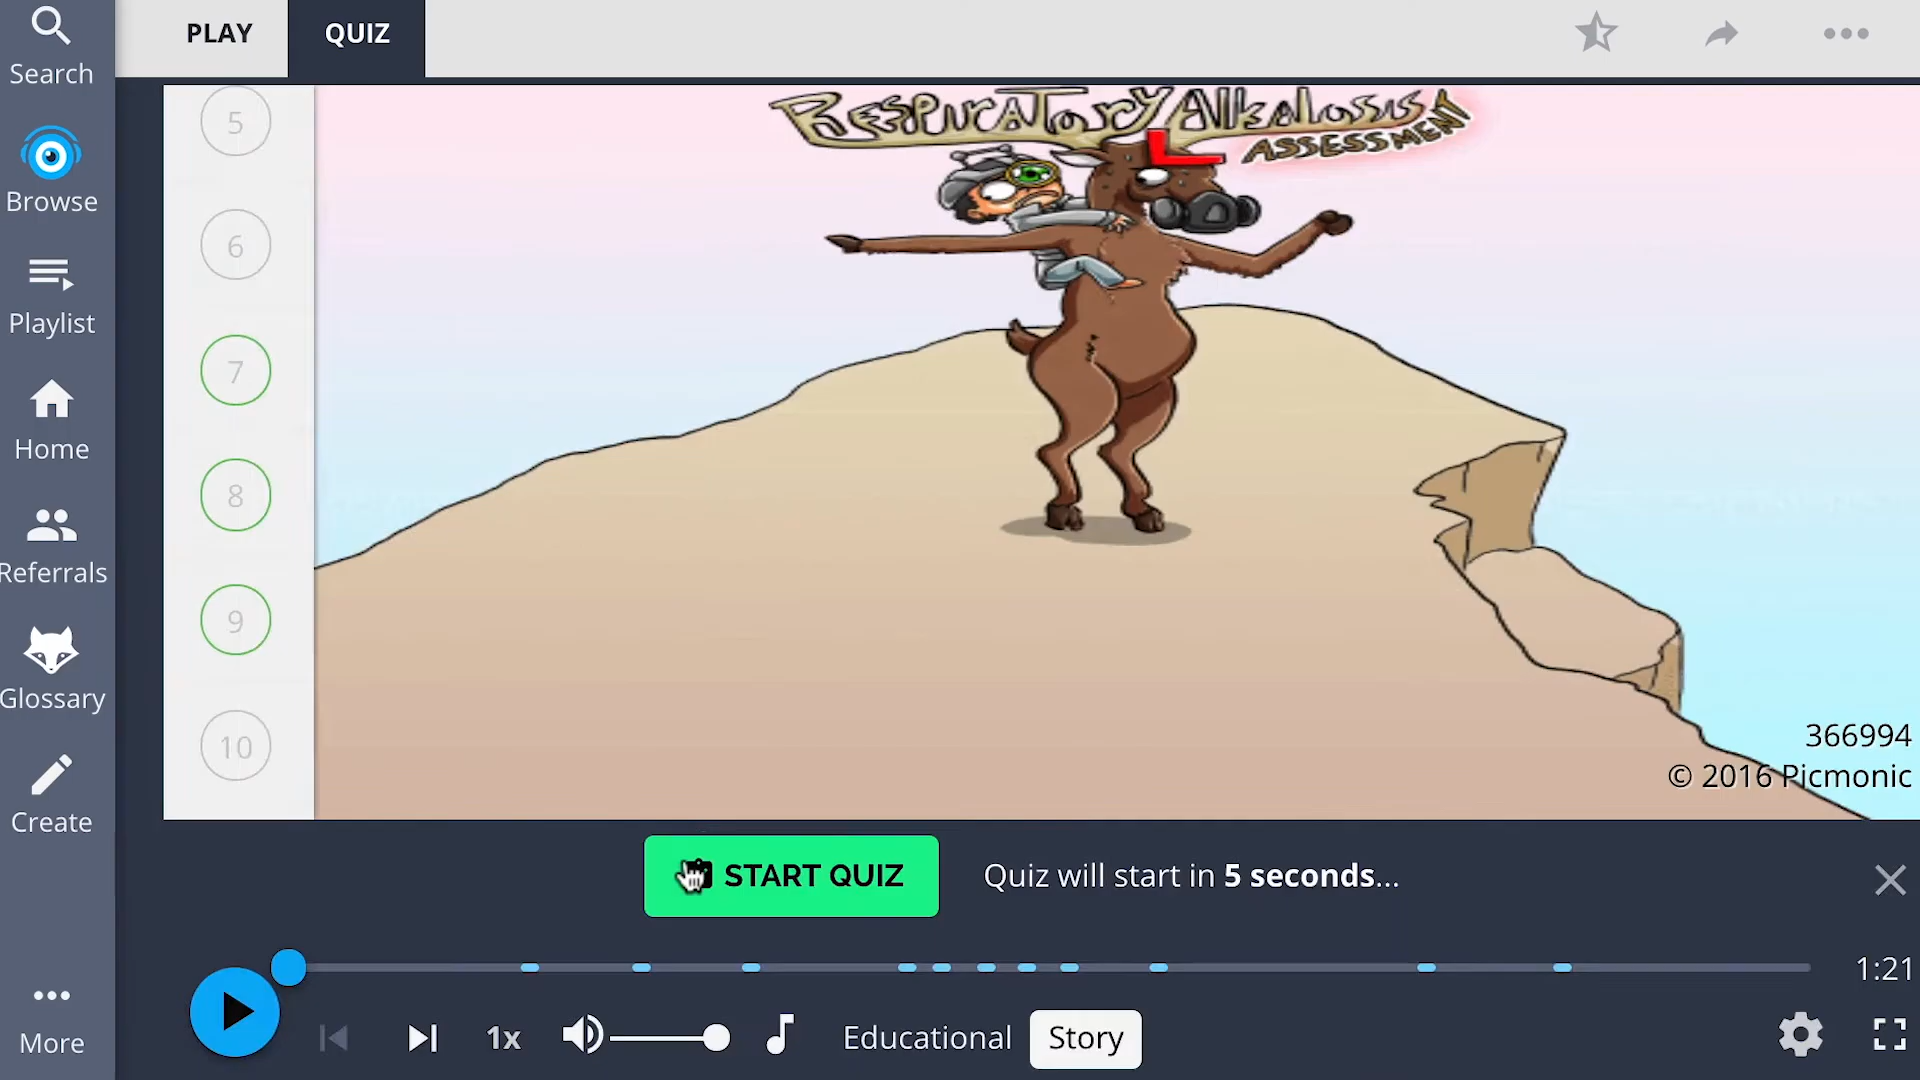 PLAY
QUIZ
Search
Browse
Playlist
Home
Referrals
Glossary
Create
More
5
6
7
8
9
10
RESPIRATORY Alkalosis
ASSESSMENT
L
366994
© 2016 Picmonic
START QUIZ
Quiz will start in 5 seconds...
1:21
1x
Educational
Story